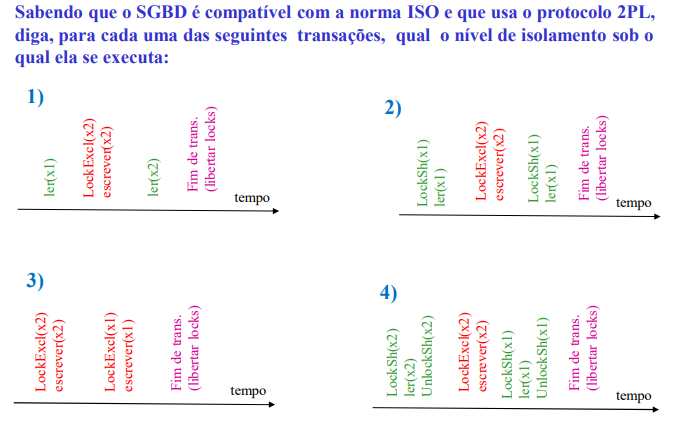 Sabendo que o SGBD é compatível com a norma ISO e que usa o protocolo 2PL,
diga, para cada uma das seguintes transações, qual o nível de isolamento sob o
qual ela se executa:
1)
ler(x1)
LockExcl(x2)
escrever(x2)
ler(x2)
Fim de trans.
(libertar locks)
tempo
2)
LockSh(x1)
ler(x1)
LockExcl(x2)
escrever(x2)
LockSh(x1)
ler(x1)
Fim de trans.
(libertar locks)
tempo
3)
LockExcl(x2)
escrever(x2)
LockExcl(x1)
escrever(x1)
Fim de trans.
(libertar locks)
tempo
4)
LockSh(x2)
ler(x2)
UnlockSh(x2)
LockExcl(x2)
escrever(x2)
LockSh(x1)
ler(x1)
UnlockSh(x1)
Fim de trans.
(libertar locks)
tempo